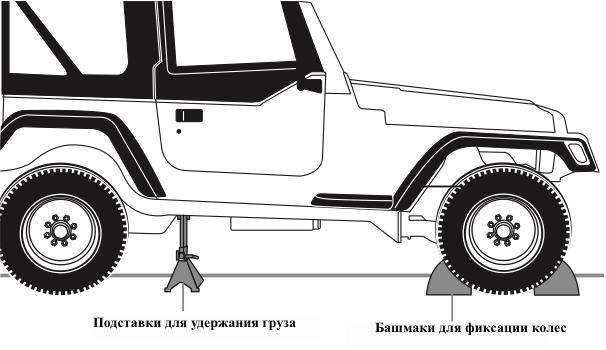 Подставки для удержания груза
Башмаки для фиксации колес